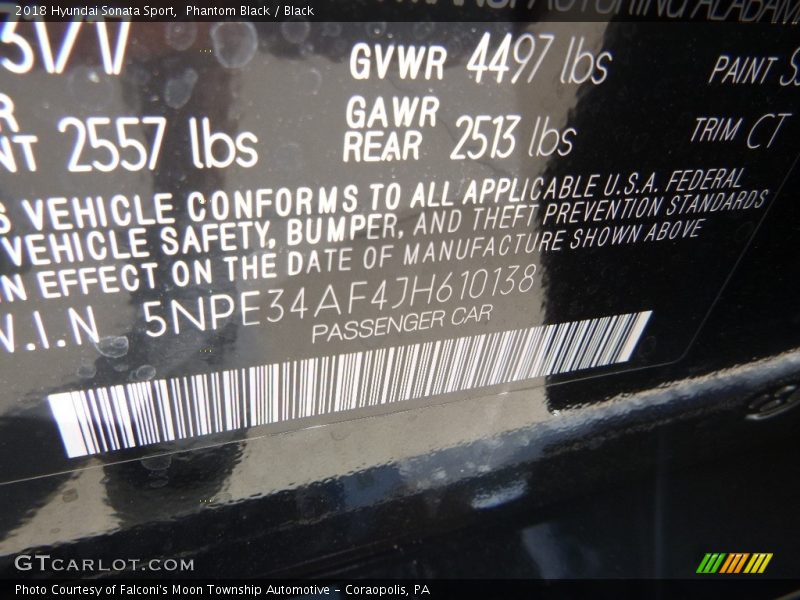 2018 Hyundai Sonata Sport, Phantom Black / Black
GVWR 4497 lbs
PAINT
2557 lbs
GAWR
REAR 2513 lbs
TRIM CT
VEHICLE CONFORMS TO ALL APPLICABLE U.S.A. FEDERAL
VEHICLE SAFETY, BUMPER, AND THEFT PREVENTION STANDARDS
IN EFFECT ON THE DATE OF MANUFACTURE SHOWN ABOVE
V.I.N 5NPE34AF4JH610138
PASSENGER CAR
GTCARLOT.COM
Photo Courtesy of Falconi's Moon Township Automotive - Coraopolis, PA